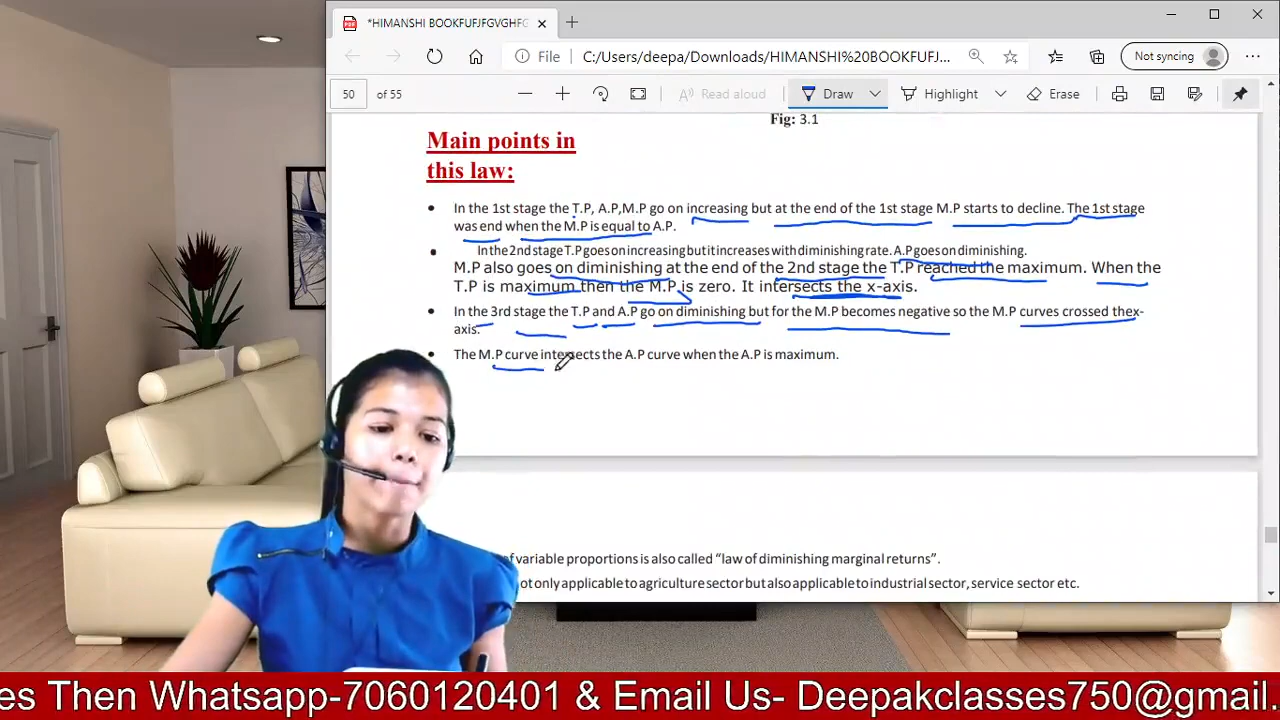 *HIMANSHI BOOKFUFJFGVGHFG
File C:/Users/deepa/Downloads/HIMANSHI%20BOOKFUFJ... Not syncing
50 of 55 Read aloud Draw Highlight Erase
Fig: 3.1
Main points in
this law:
• In the 1st stage the T.P, A.P,M.P go on increasing but at the end of the 1st stage M.P starts to decline. The 1st stage
was end when the M.P is equal to A.P.
• In the 2nd stage T.P goes on increasing but it increases with diminishing rate. A.P goes on diminishing.
M.P also goes on diminishing at the end of the 2nd stage the T.P reached the maximum. When the
T.P is maximum then the M.P is zero. It intersects the x-axis.
• In the 3rd stage the T.P and A.P go on diminishing but for the M.P becomes negative so the M.P curves crossed thex-
axis.
• The M.P curve intersects the A.P curve when the A.P is maximum.
of variable proportions is also called “law of diminishing marginal returns”.
ot only applicable to agriculture sector but also applicable to industrial sector, service sector etc.
es Then Whatsapp-7060120401 & Email Us- Deepakclasses750@gmail.